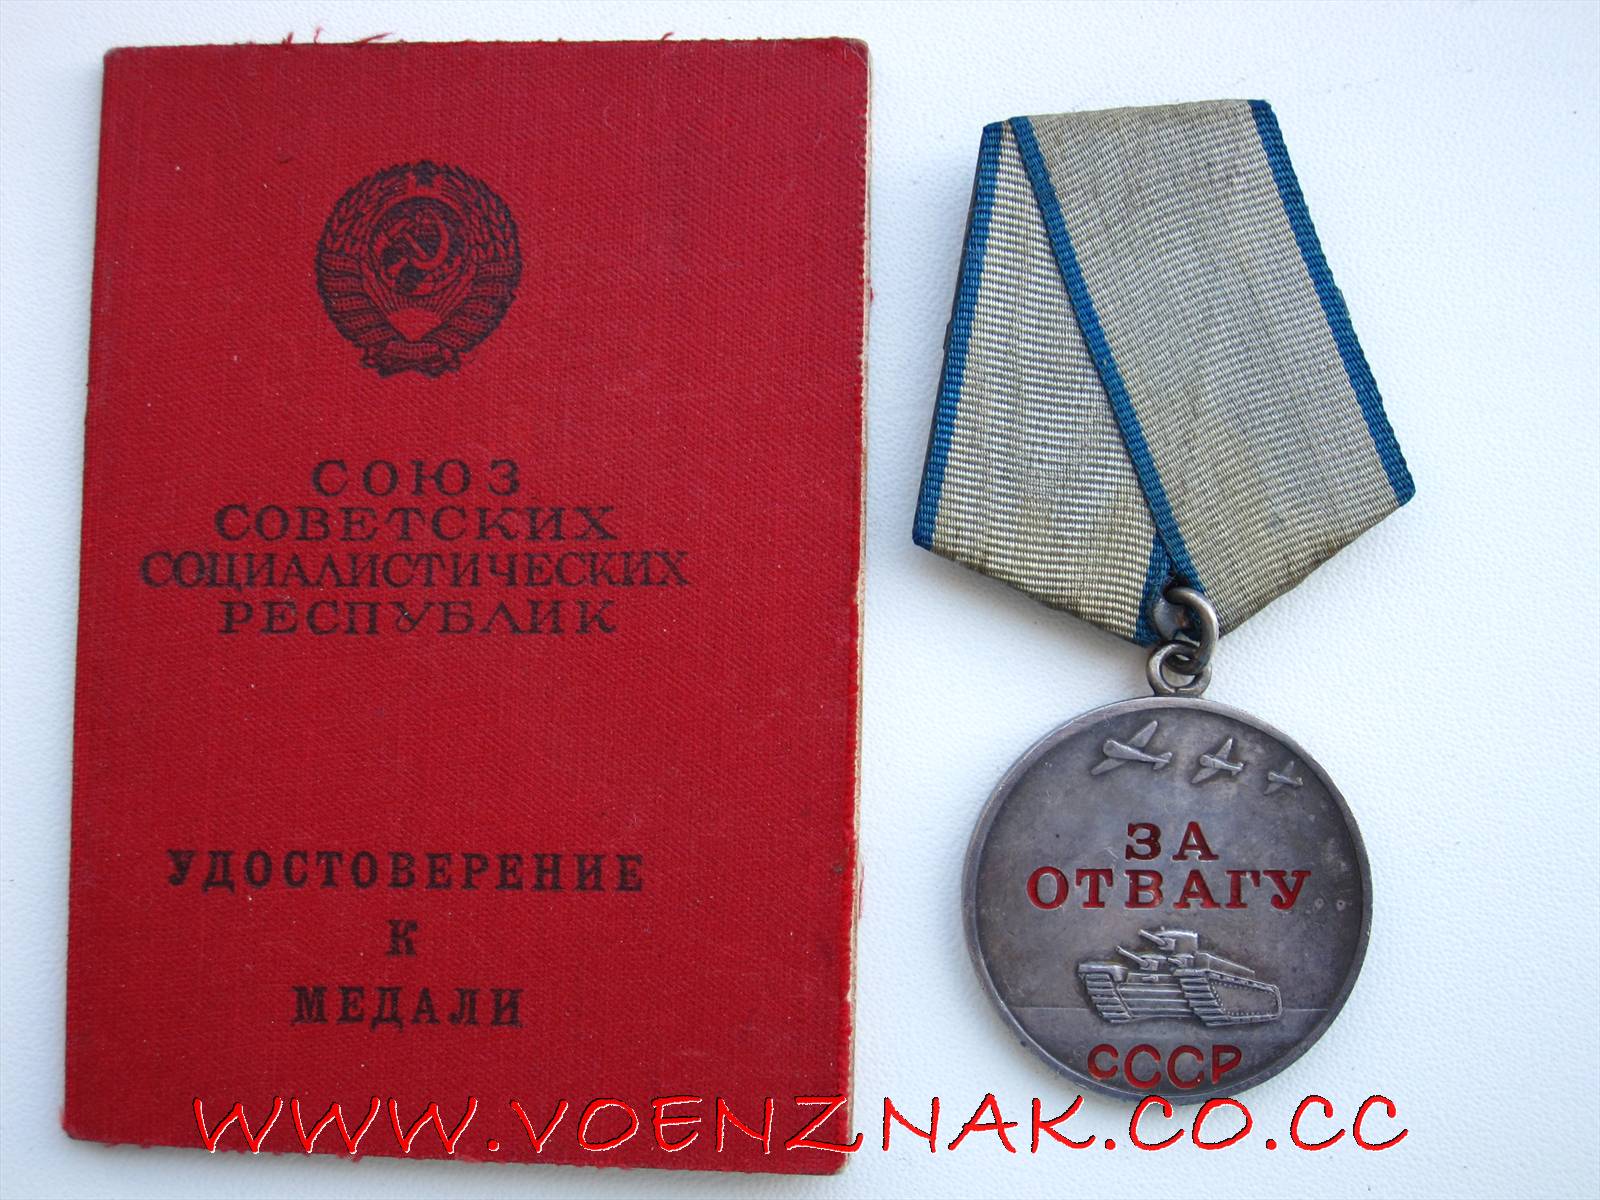 СОЮЗ
СОВЕТСКИХ
СОЦИАЛИСТИЧЕСКИХ
РЕСПУБЛИК
УДОСТОВЕРЕНИЕ
К
МЕДАЛИ
ЗА
ОТВАГУ
СССР
WWW.VOENZNAK.CO.CC